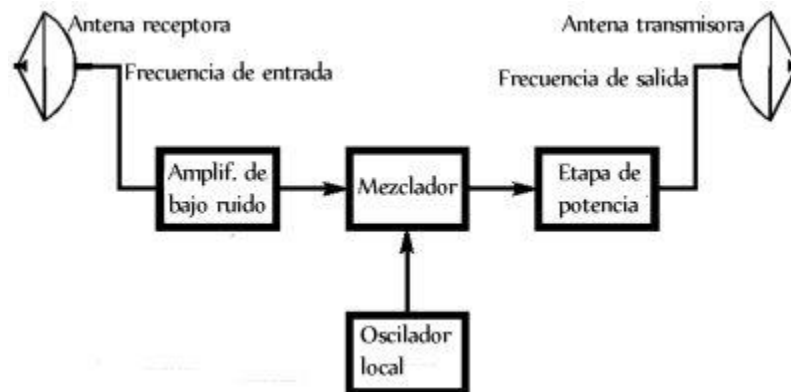 Antena receptora
Antena transmisora
Frecuencia de entrada
Frecuencia de salida
Amplif. de
bajo ruido
Mezclador
Etapa de
potencia
Oscilador
local